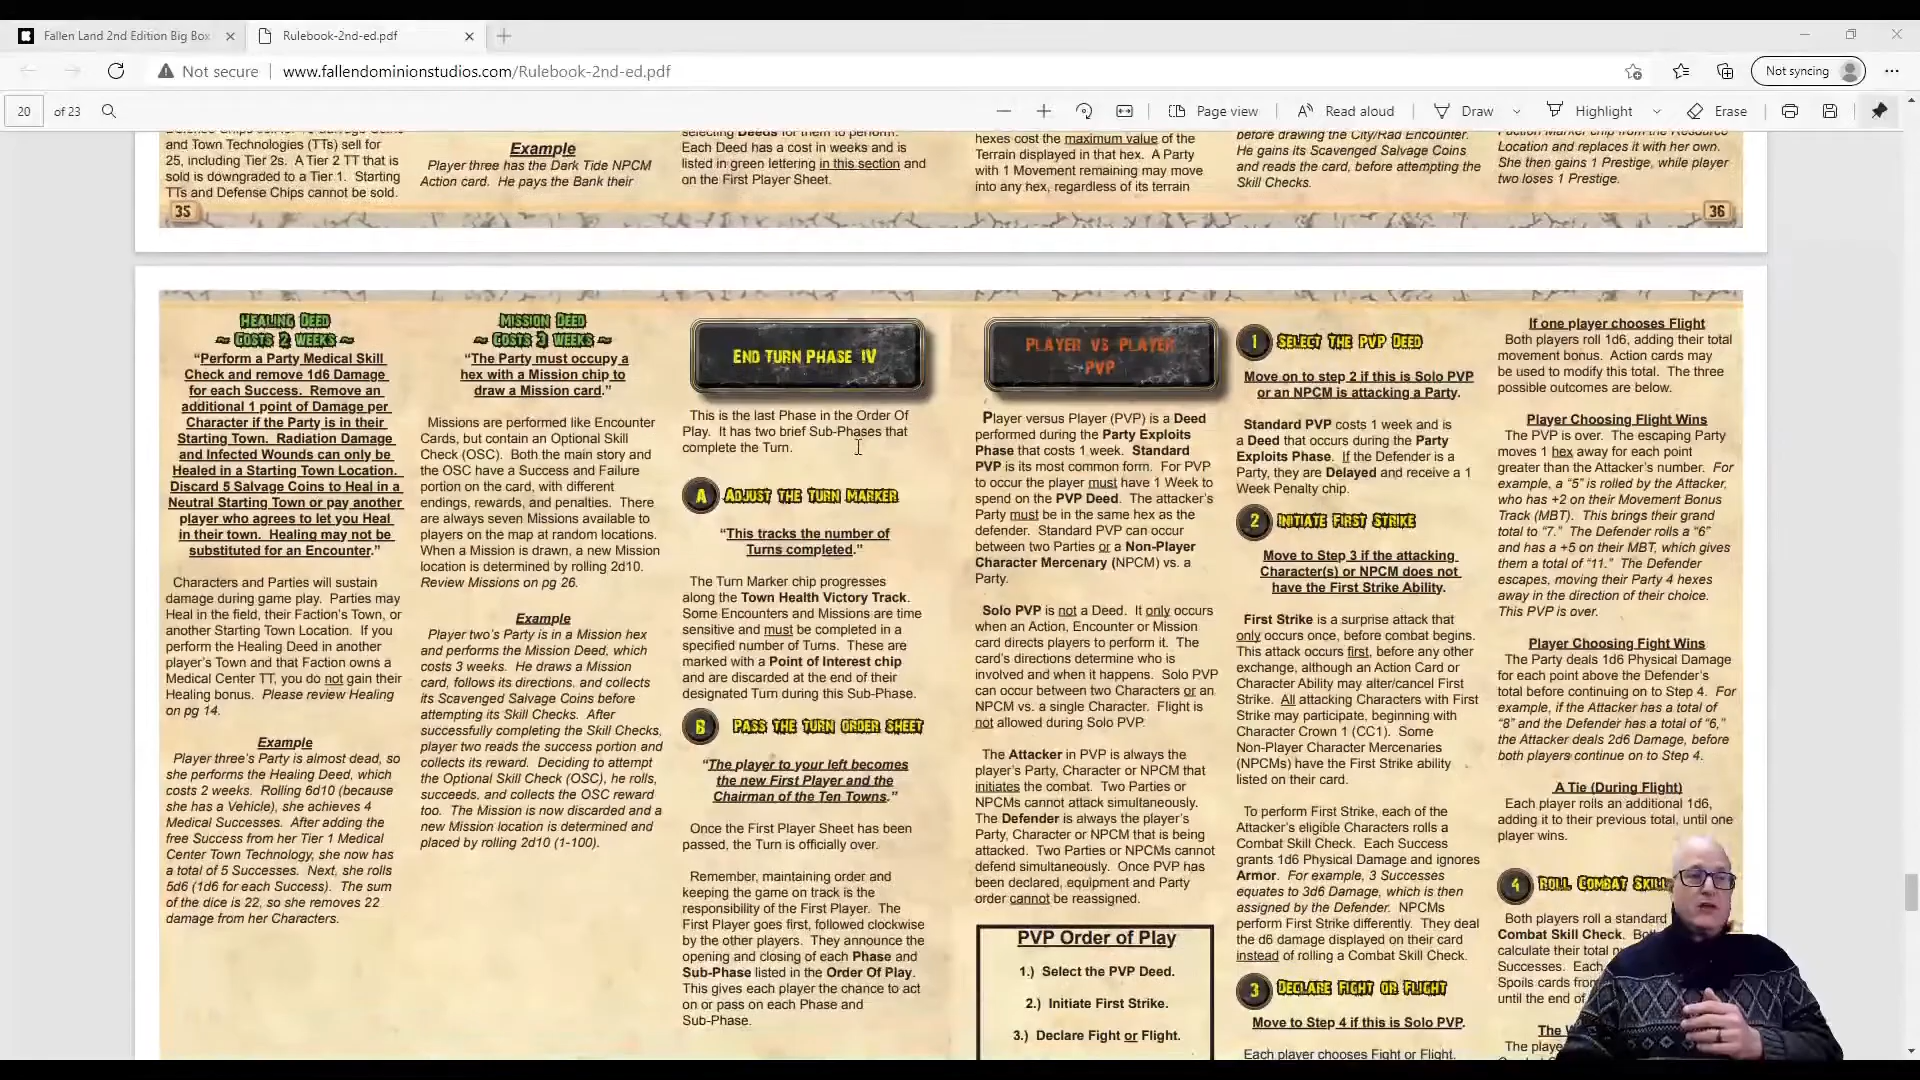 Fallen Land 2nd Edition Big Box
Rulebook-2nd-ed.pdf
Not secure
www.fallendominionstudios.com/Rulebook-2nd-ed.pdf
Not syncing
20 of 23
Page view
Read aloud
Draw
Highlight
Erase
and Town Technologies (TTs) sell for
25, including Tier 2s. A Tier 2 TT that is
sold is downgraded to a Tier 1. Starting
TTs and Defense Chips cannot be sold.
35
Example
Player three has the Dark Tide NPCM
Action card. He pays the Bank their
selecting Deeds for them to perform.
Each Deed has a cost in weeks and is
listed in green lettering in this section and
on the First Player Sheet.
hexes cost the maximum value of the
Terrain displayed in that hex. A Party
with 1 Movement remaining may move
into any hex, regardless of its terrain
before drawing the City/Rad Encounter.
He gains its Scavenged Salvage Coins
and reads the card, before attempting the
Skill Checks.
Faction Marker chip from the Resource
Location and replaces it with her own.
She then gains 1 Prestige, while player
two loses 1 Prestige.
36
Healing Deed
~ Costs 2 weeks ~
"Perform a Party Medical Skill
Check and remove 1d6 Damage
for each Success. Remove an
additional 1 point of Damage per
Character if the Party is in their
Starting Town. Radiation Damage
and Infected Wounds can only be
Healed in a Starting Town Location.
Discard 5 Salvage Coins to Heal in a
Neutral Starting Town or pay another
player who agrees to let you Heal
in their town. Healing may not be
substituted for an Encounter."
Characters and Parties will sustain
damage during game play. Parties may
Heal in the field, their Faction's Town, or
another Starting Town Location. If you
perform the Healing Deed in another
player's Town and that Faction owns a
Medical Center TT, you do not gain their
Healing bonus. Please review Healing
on pg 14.
Example
Player three's Party is almost dead, so
she performs the Healing Deed, which
costs 2 weeks. Rolling 6d10 (because
she has a Vehicle), she achieves 4
Medical Successes. After adding the
free Success from her Tier 1 Medical
Center Town Technology, she now has
a total of 5 Successes. Next, she rolls
5d6 (1d6 for each Success). The sum
of the dice is 22, so she removes 22
damage from her Characters.
Mission Deed
~ Costs 3 weeks ~
"The Party must occupy a
hex with a Mission chip to
draw a Mission card."
Missions are performed like Encounter
Cards, but contain an Optional Skill
Check (OSC). Both the main story and
the OSC have a Success and Failure
portion on the card, with different
endings, rewards, and penalties. There
are always seven Missions available to
players on the map at random locations.
When a Mission is drawn, a new Mission
location is determined by rolling 2d10.
Review Missions on pg 26.
Example
Player two's Party is in a Mission hex
and performs the Mission Deed, which
costs 3 weeks. He draws a Mission
card, follows its directions, and collects
its Scavenged Salvage Coins before
attempting its Skill Checks. After
successfully completing the Skill Checks,
player two reads the success portion and
collects its reward. Deciding to attempt
the Optional Skill Check (OSC), he rolls,
succeeds, and collects the OSC reward
too. The Mission is now discarded and a
new Mission location is determined and
placed by rolling 2d10 (1-100).
End Turn Phase IV
This is the last Phase in the Order Of
Play. It has two brief Sub-Phases that
complete the Turn.
A Adjust the Turn Marker
"This tracks the number of
Turns completed."
The Turn Marker chip progresses
along the Town Health Victory Track.
Some Encounters and Missions are time
sensitive and must be completed in a
specified number of Turns. These are
marked with a Point of Interest chip
and are discarded at the end of their
designated Turn during this Sub-Phase.
B Pass the Turn Order Sheet
"The player to your left becomes
the new First Player and the
Chairman of the Ten Towns."
Once the First Player Sheet has been
passed, the Turn is officially over.
Remember, maintaining order and
keeping the game on track is the
responsibility of the First Player. The
First Player goes first, followed clockwise
by the other players. They announce the
opening and closing of each Phase and
Sub-Phase listed in the Order Of Play.
This gives each player the chance to act
on or pass on each Phase and
Sub-Phase.
Player vs Player
PVP
Player versus Player (PVP) is a Deed
performed during the Party Exploits
Phase that costs 1 week. Standard
PVP is its most common form. For PVP
to occur the player must have 1 Week to
spend on the PVP Deed. The attacker's
Party must be in the same hex as the
defender. Standard PVP can occur
between two Parties or a Non-Player
Character Mercenary (NPCM) vs. a
Party.
Solo PVP is not a Deed. It only occurs
when an Action, Encounter or Mission
card directs players to perform it. The
card's directions determine who is
involved and when it happens. Solo PVP
can occur between two Characters or an
NPCM vs. a single Character. Flight is
not allowed during Solo PVP.
The Attacker in PVP is always the
player's Party, Character or NPCM that
initiates the combat. Two Parties or
NPCMs cannot attack simultaneously.
The Defender is always the player's
Party, Character or NPCM that is being
attacked. Two Parties or NPCMs cannot
defend simultaneously. Once PVP has
been declared, equipment and Party
order cannot be reassigned.
PVP Order of Play
1.) Select the PVP Deed.
2.) Initiate First Strike.
3.) Declare Fight or Flight.
1 Select the PVP Deed
Move on to step 2 if this is Solo PVP
or an NPCM is attacking a Party.
Standard PVP costs 1 week and is
a Deed that occurs during the Party
Exploits Phase. If the Defender is a
Party, they are Delayed and receive a 1
Week Penalty chip.
2 Initiate First Strike
Move to Step 3 if the attacking
Character(s) or NPCM does not
have the First Strike Ability.
First Strike is a surprise attack that
only occurs once, before combat begins.
This attack occurs first, before any other
exchange, although an Action Card or
Character Ability may alter/cancel First
Strike. All attacking Characters with First
Strike may participate, beginning with
Character Crown 1 (CC1). Some
Non-Player Character Mercenaries
(NPCMs) have the First Strike ability
listed on their card.
To perform First Strike, each of the
Attacker's eligible Characters rolls a
Combat Skill Check. Each Success
grants 1d6 Physical Damage and ignores
Armor. For example, 3 Successes
equates to 3d6 Damage, which is then
assigned by the Defender. NPCMs
perform First Strike differently. They deal
the d6 damage displayed on their card
instead of rolling a Combat Skill Check.
3 Declare Fight or Flight
Move to Step 4 if this is Solo PVP.
Each player chooses Fight or Flight.
If one player chooses Flight
Both players roll 1d6, adding their total
movement bonus. Action cards may
be used to modify this total. The three
possible outcomes are below.
Player Choosing Flight Wins
The PVP is over. The escaping Party
moves 1 hex away for each point
greater than the Attacker's number. For
example, a "5" is rolled by the Attacker,
who has +2 on their Movement Bonus
Track (MBT). This brings their grand
total to "7." The Defender rolls a "6"
and has a +5 on their MBT, which gives
them a total of "11." The Defender
escapes, moving their Party 4 hexes
away in the direction of their choice.
This PVP is over.
Player Choosing Fight Wins
The Party deals 1d6 Physical Damage
for each point above the Defender's
total before continuing on to Step 4. For
example, if the Attacker has a total of
"8" and the Defender has a total of "6,"
the Attacker deals 2d6 Damage, before
both players continue on to Step 4.
A Tie (During Flight)
Each player rolls an additional 1d6,
adding it to their previous total, until one
player wins.
4 Roll Combat Skill
Both players roll a standard
Combat Skill Check.
calculate their total
Successes. Each
Spoils cards from
until the end of
The
The player